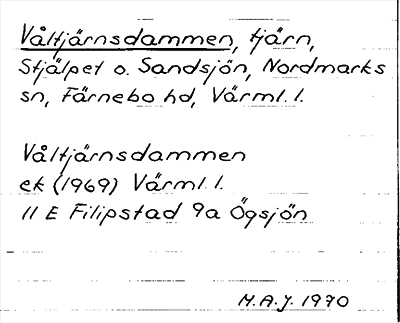 Våltjärnsdammen, tjärn,
Stjälpet o. Sandsjön, Nordmarks
sn, Färnebo hd, Värml. l.
Våltjärnsdammen
ek (1969) Värml. l.
11 E Filipstad 9a Ögsjön
M.A.J. 1970